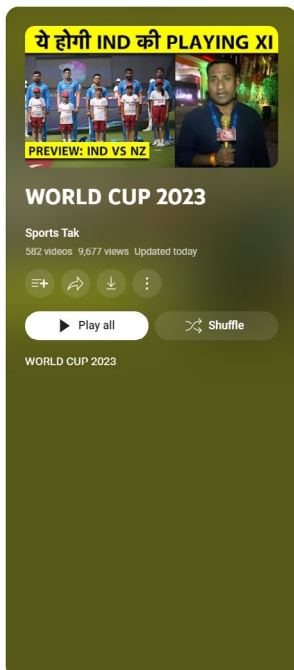 ये होगी IND की PLAYING XI
PREVIEW: IND VS NZ
WORLD CUP 2023
Sports Tak
582 videos 9,677 views Updated today
Play all
Shuffle
WORLD CUP 2023